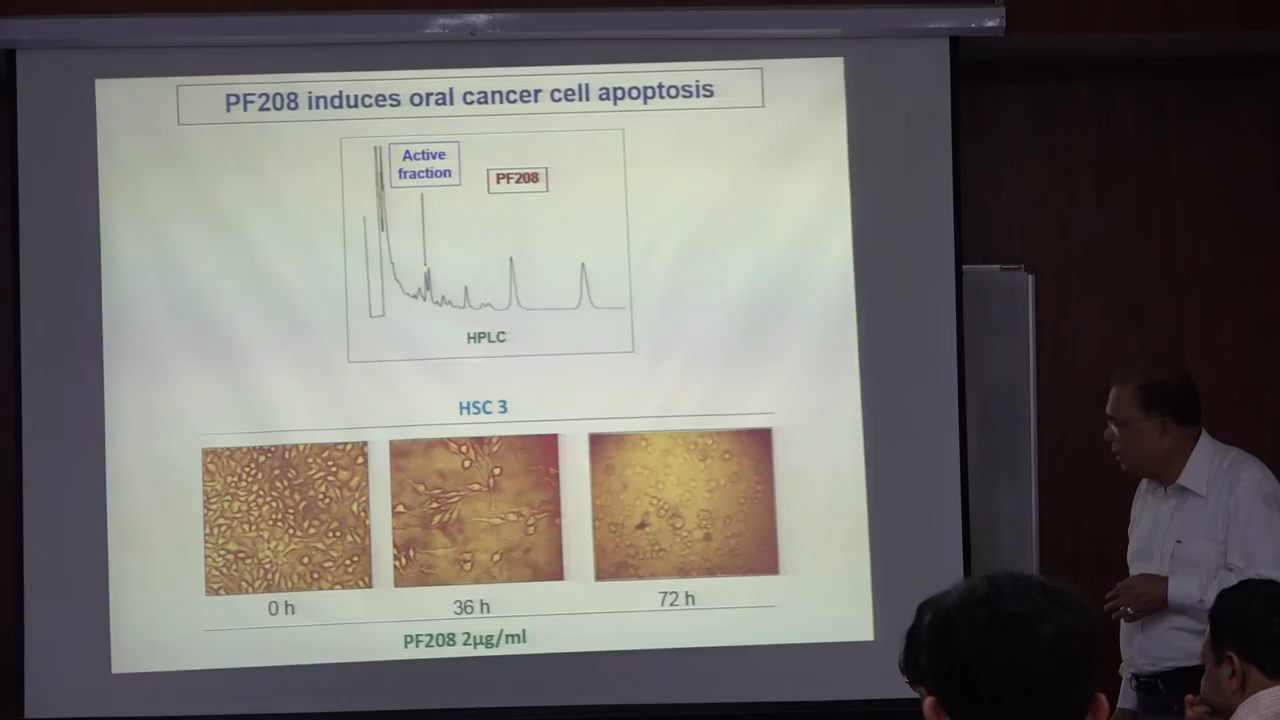 PF208 induces oral cancer cell apoptosis
Active
fraction
PF208
HPLC
HSC 3
0 h
36 h
72 h
PF208 2µg/ml